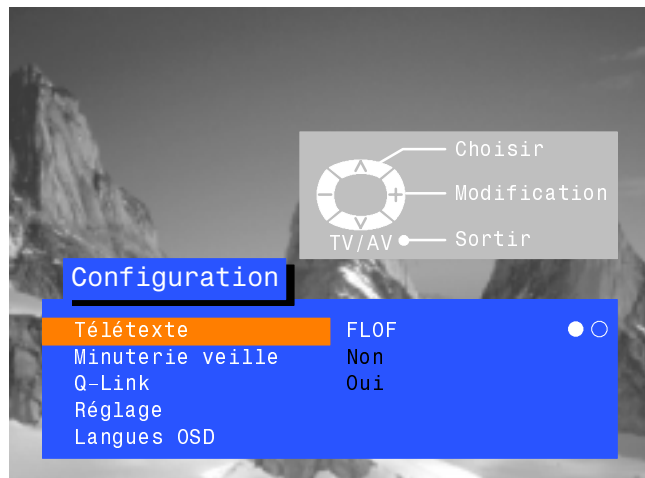 Choisir
Modification
TV/AV Sortir
Configuration
Télétexte FLOF
Minuterie veille Non
Q-Link Oui
Réglage
Langues OSD